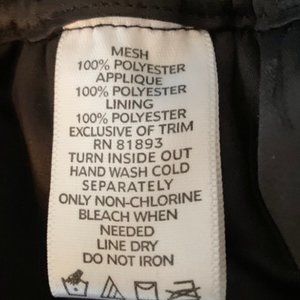 MESH
100% POLYESTER
APPLIQUE
100% POLYESTER
LINING
100% POLYESTER
EXCLUSIVE OF TRIM
RN 81893
TURN INSIDE OUT
HAND WASH COLD
SEPARATELY
ONLY NON-CHLORINE
BLEACH WHEN
NEEDED
LINE DRY
DO NOT IRON